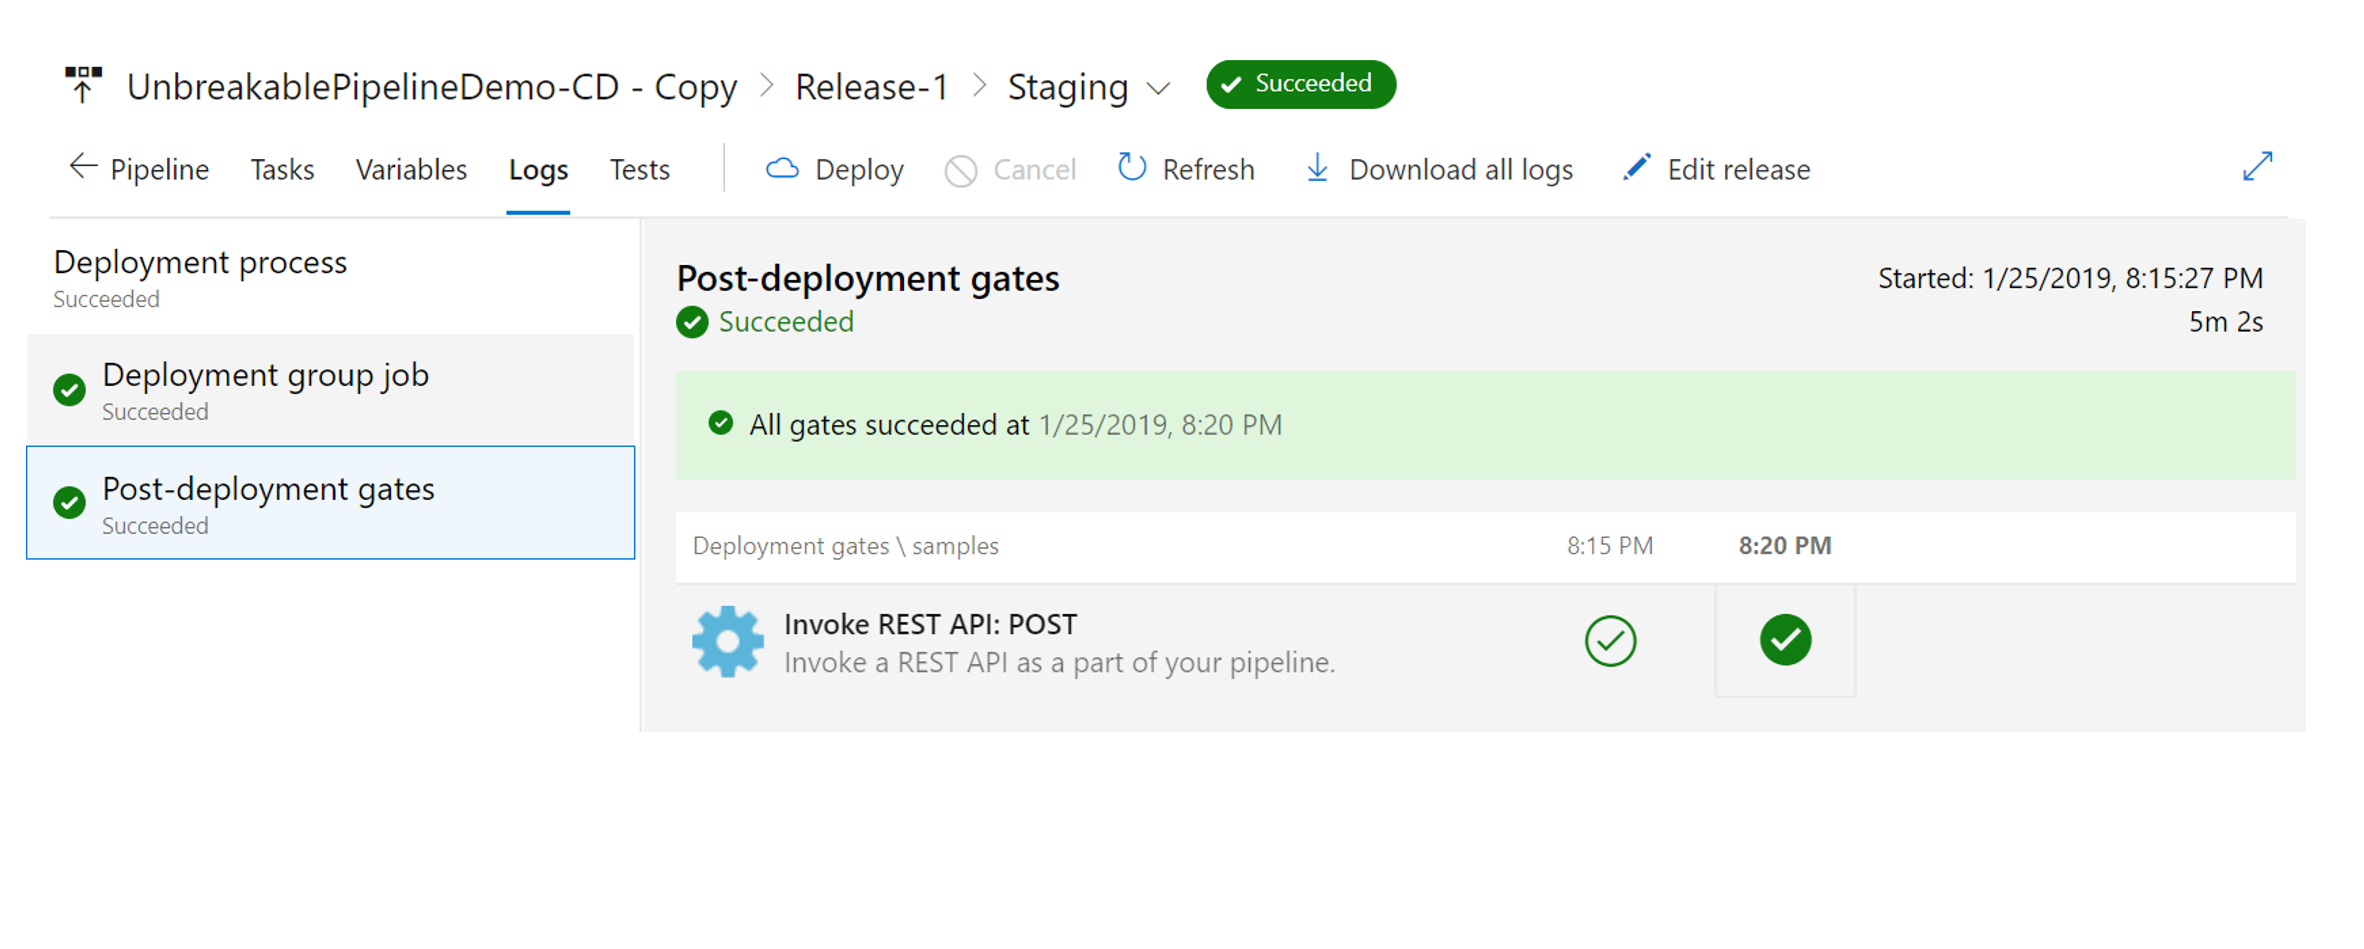 UnbreakablePipelineDemo-CD - Copy > Release-1 > Staging Succeeded
Pipeline Tasks Variables Logs Tests Deploy Cancel Refresh Download all logs Edit release
Deployment process
Succeeded
Deployment group job
Succeeded
Post-deployment gates
Succeeded
Post-deployment gates Started: 1/25/2019, 8:15:27 PM
Succeeded 5m 2s
All gates succeeded at 1/25/2019, 8:20 PM
Deployment gates \ samples 8:15 PM 8:20 PM
Invoke REST API: POST
Invoke a REST API as a part of your pipeline.